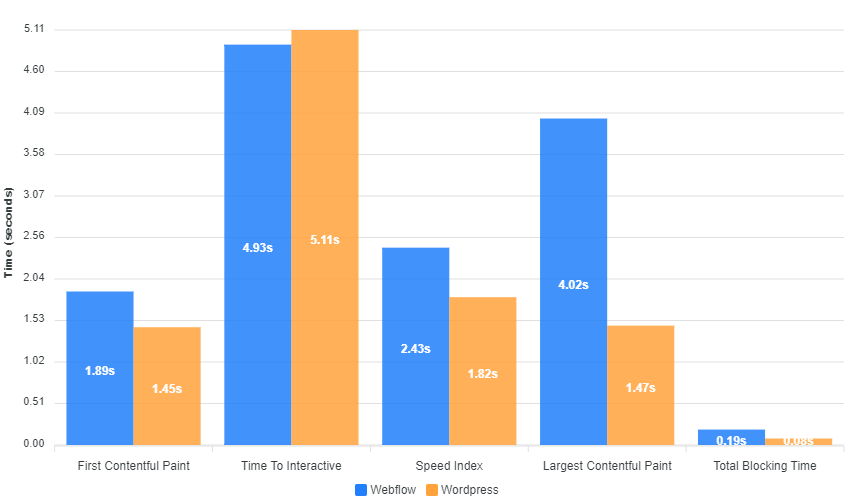 5.11
4.60
4.09
3.58
3.07
2.56
2.04
1.53
1.02
0.51
0.00
Time (seconds)
1.89s
1.45s
4.93s
5.11s
2.43s
1.82s
4.02s
1.47s
0.19s
0.08s
First Contentful Paint
Time To Interactive
Speed Index
Largest Contentful Paint
Total Blocking Time
Webflow
Wordpress